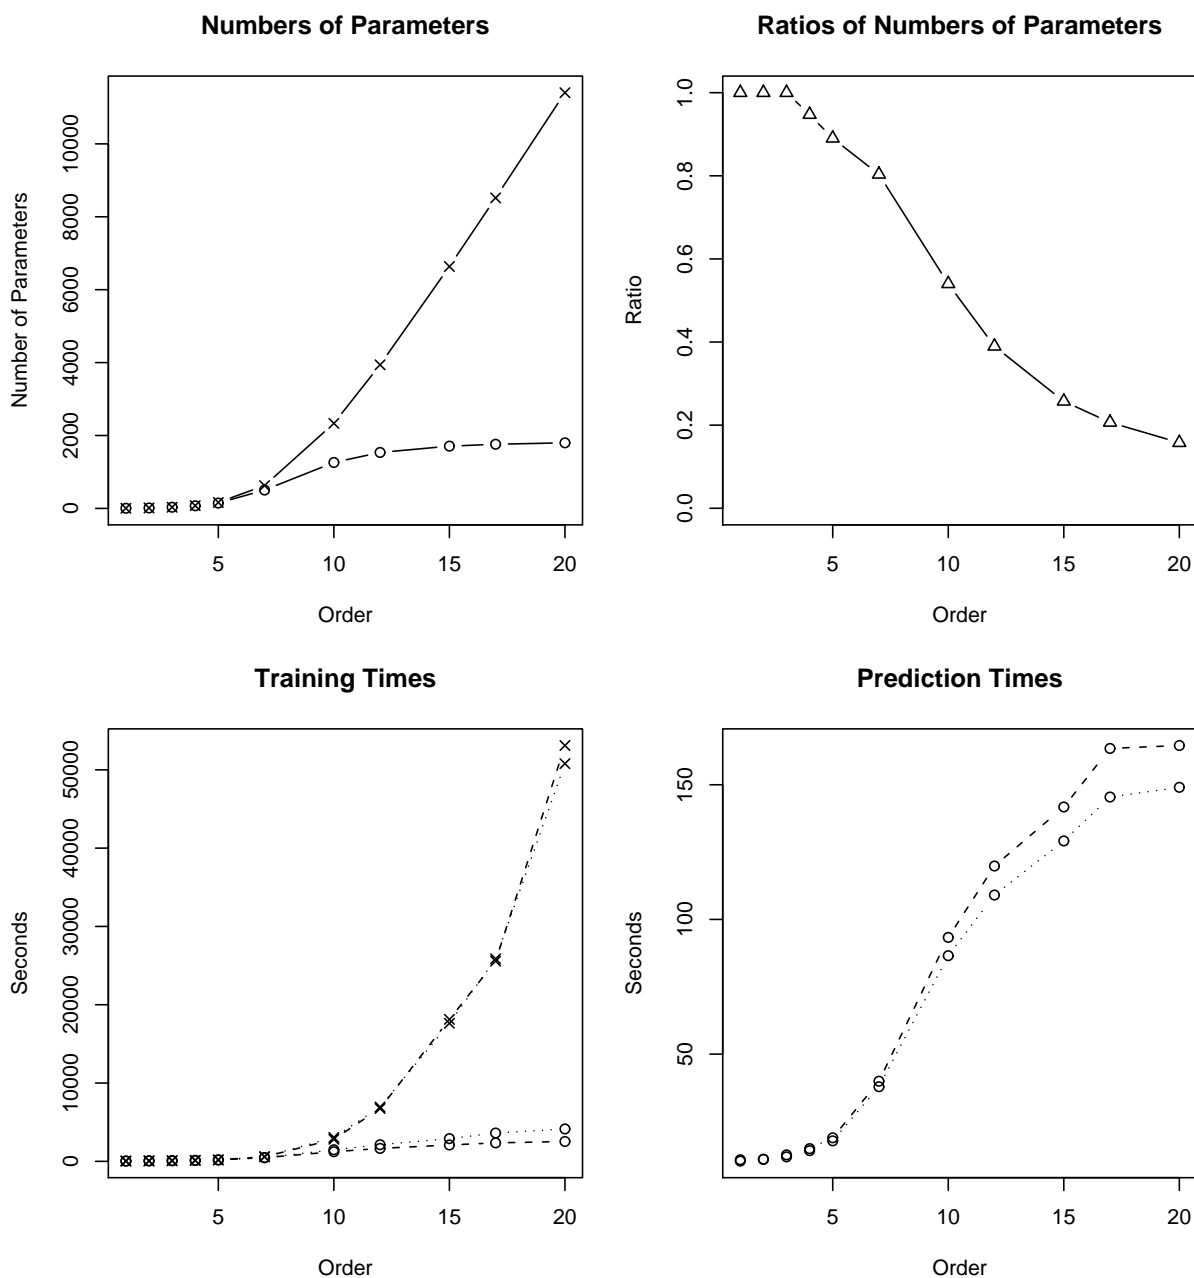 Numbers of Parameters
Number of Parameters
0
2000
4000
6000
8000
10000
5 10 15 20
Order
Ratios of Numbers of Parameters
Ratio
0.0
0.2
0.4
0.6
0.8
1.0
5 10 15 20
Order
Training Times
Seconds
0
10000
20000
30000
40000
50000
5 10 15 20
Order
Prediction Times
Seconds
50
100
150
5 10 15 20
Order